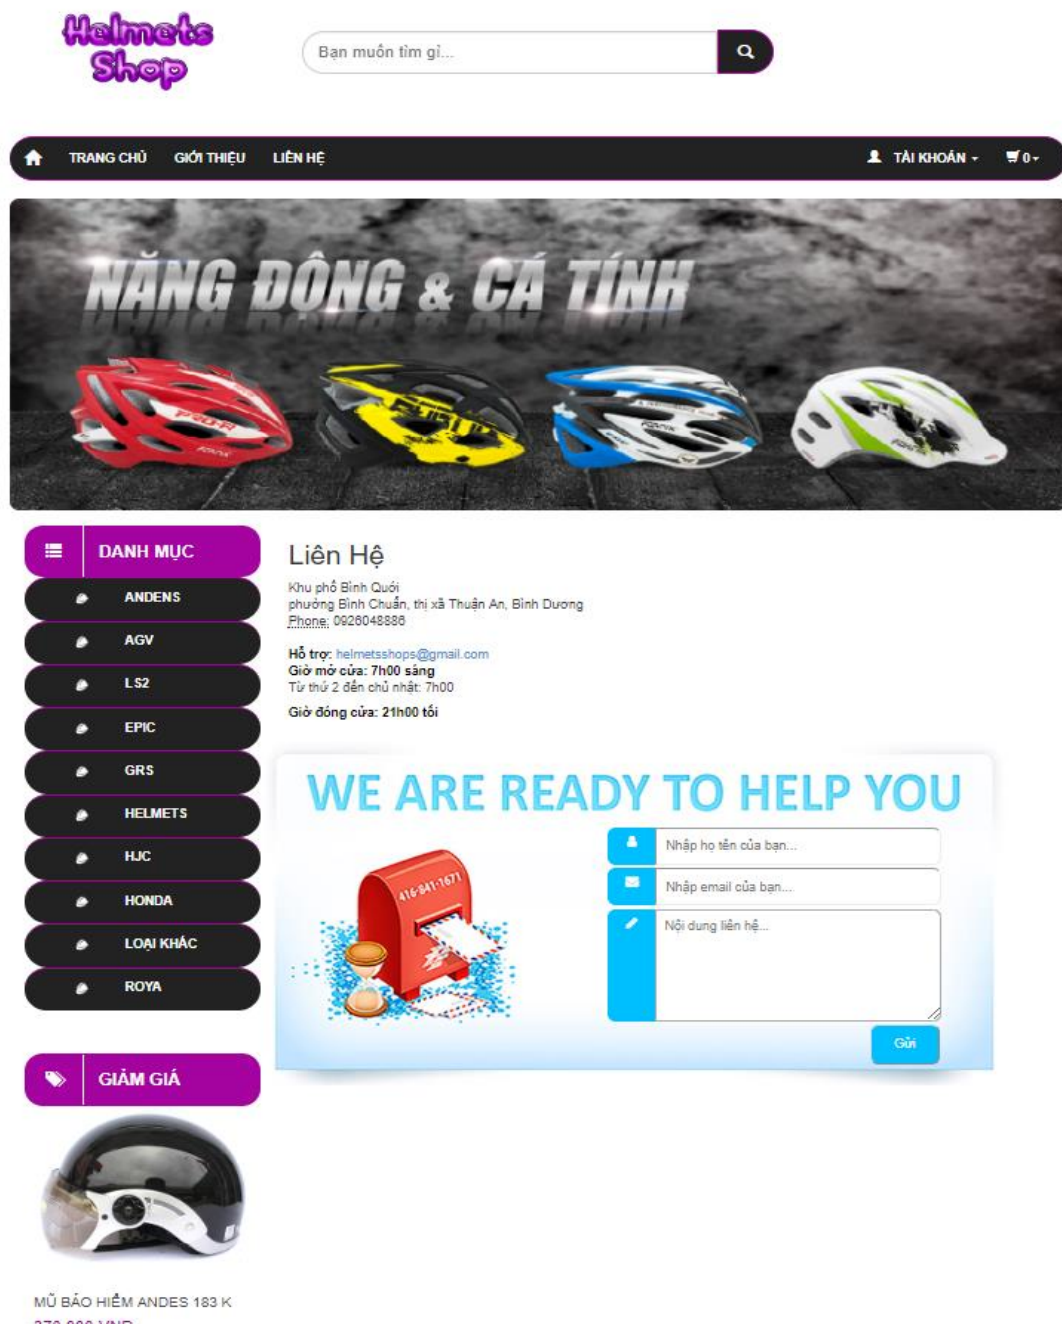 Helmets
Shop
Bạn muốn tìm gì...
TRANG CHỦ GIỚI THIỆU LIÊN HỆ TÀI KHOẢN 0
NĂNG ĐỘNG & CÁ TÍNH
DANH MỤC
ANDENS
AGV
LS2
EPIC
GRS
HELMETS
HJC
HONDA
LOẠI KHÁC
ROYA
GIẢM GIÁ
MŨ BẢO HIỂM ANDES 183 K
Liên Hệ
Khu phố Bình Quới
phường Bình Chuẩn, thị xã Thuận An, Bình Dương
Phone: 0926048886
Hỗ trợ: helmetsshops@gmail.com
Giờ mở cửa: 7h00 sáng
Từ thứ 2 đến chủ nhật: 7h00
Giờ đóng cửa: 21h00 tối
WE ARE READY TO HELP YOU
416-841-1671
Nhập họ tên của bạn...
Nhập email của bạn...
Nội dung liên hệ...
Gửi